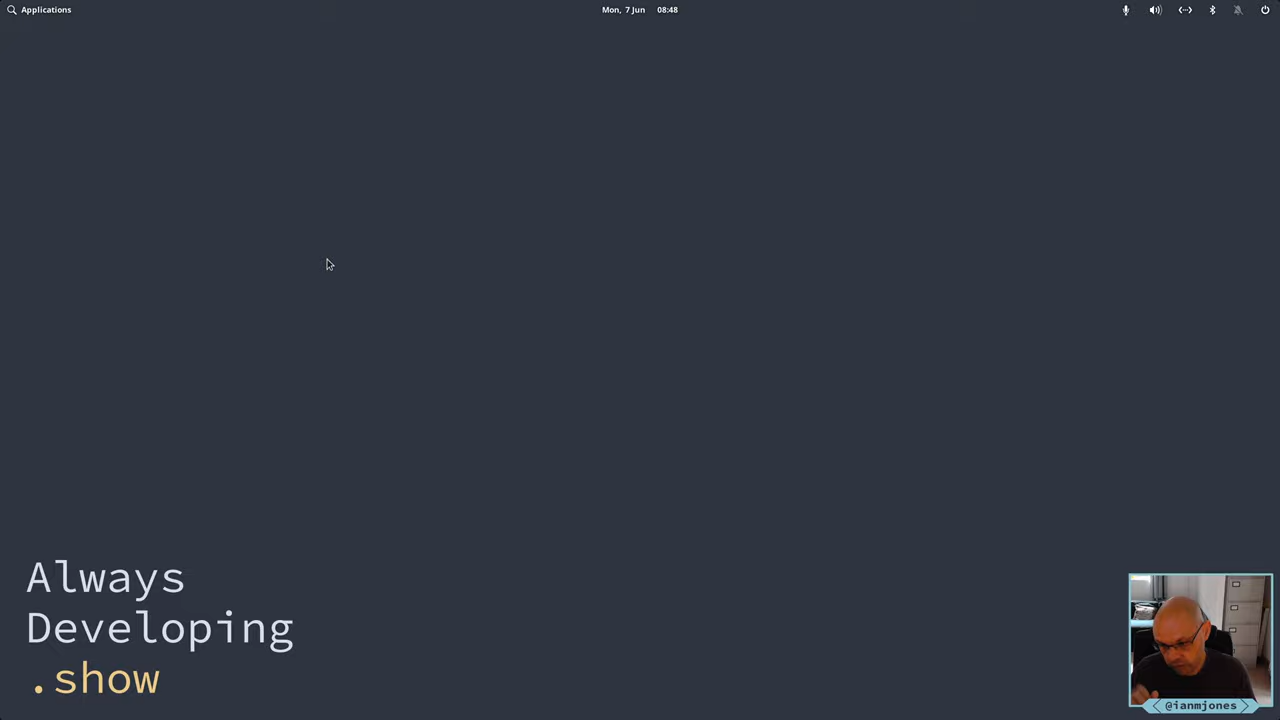 Applications
Mon, 7 Jun 08:48
Always
Developing
.show
@ianmjones